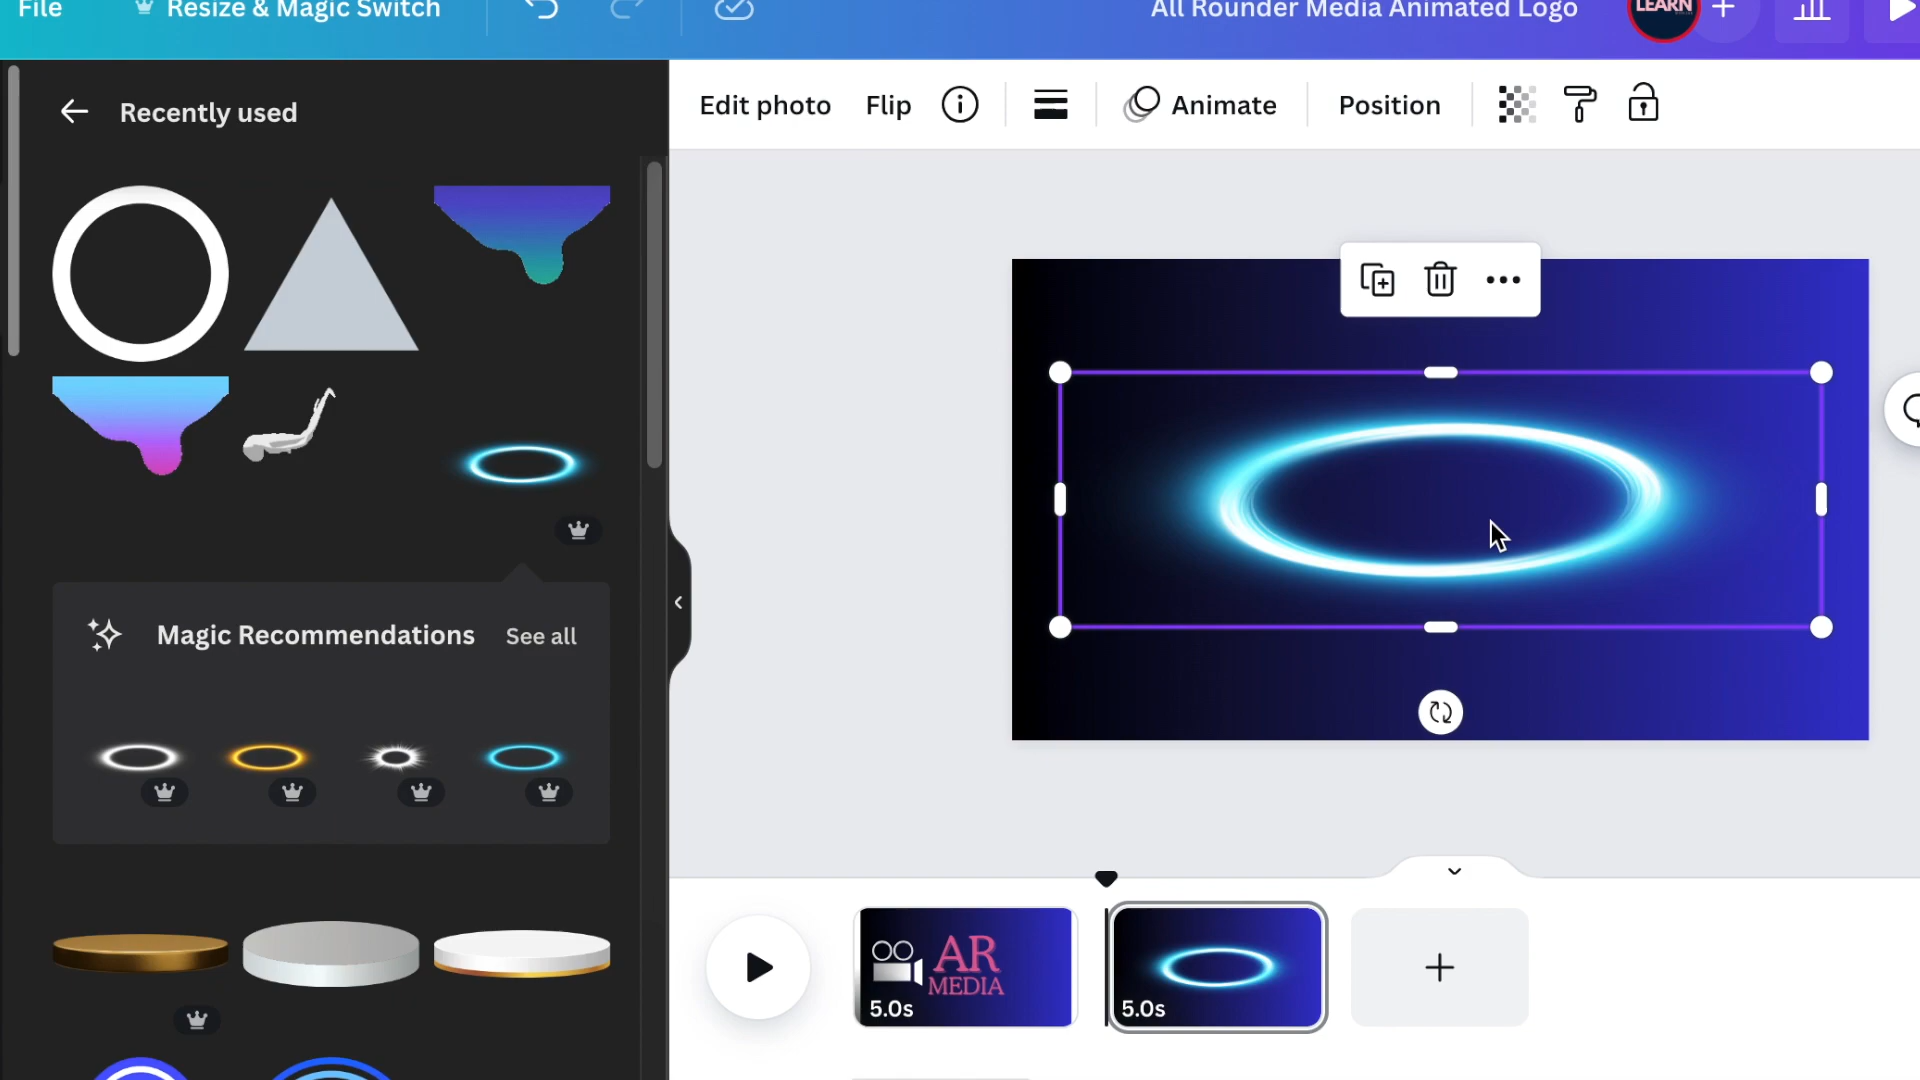 File
Resize & Magic Switch
All Rounder Media Animated Logo
LEARN
Recently used
Edit photo
Flip
Animate
Position
Magic Recommendations
See all
AR
MEDIA
5.0s
5.0s